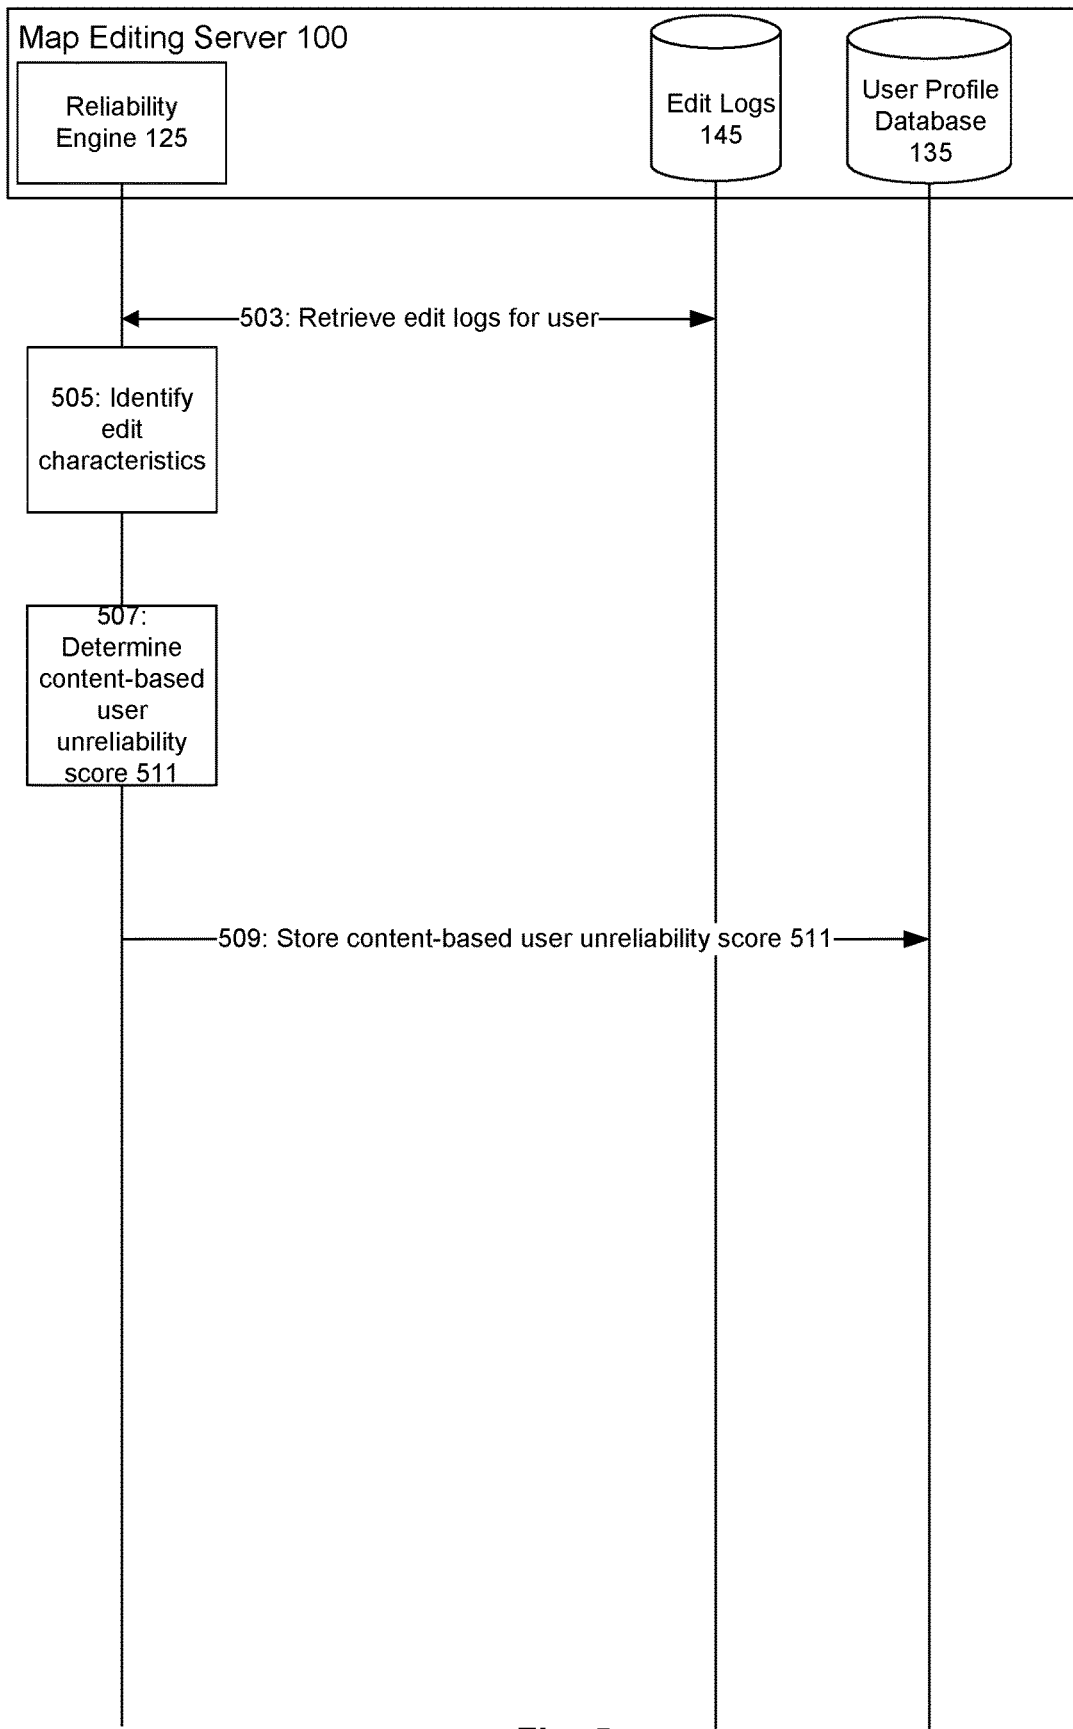 Map Editing Server 100
Reliability
Engine 125
Edit Logs
145
User Profile
Database
135
503: Retrieve edit logs for user
505: Identify
edit
characteristics
507:
Determine
content-based
user
unreliability
score 511
509: Store content-based user unreliability score 511